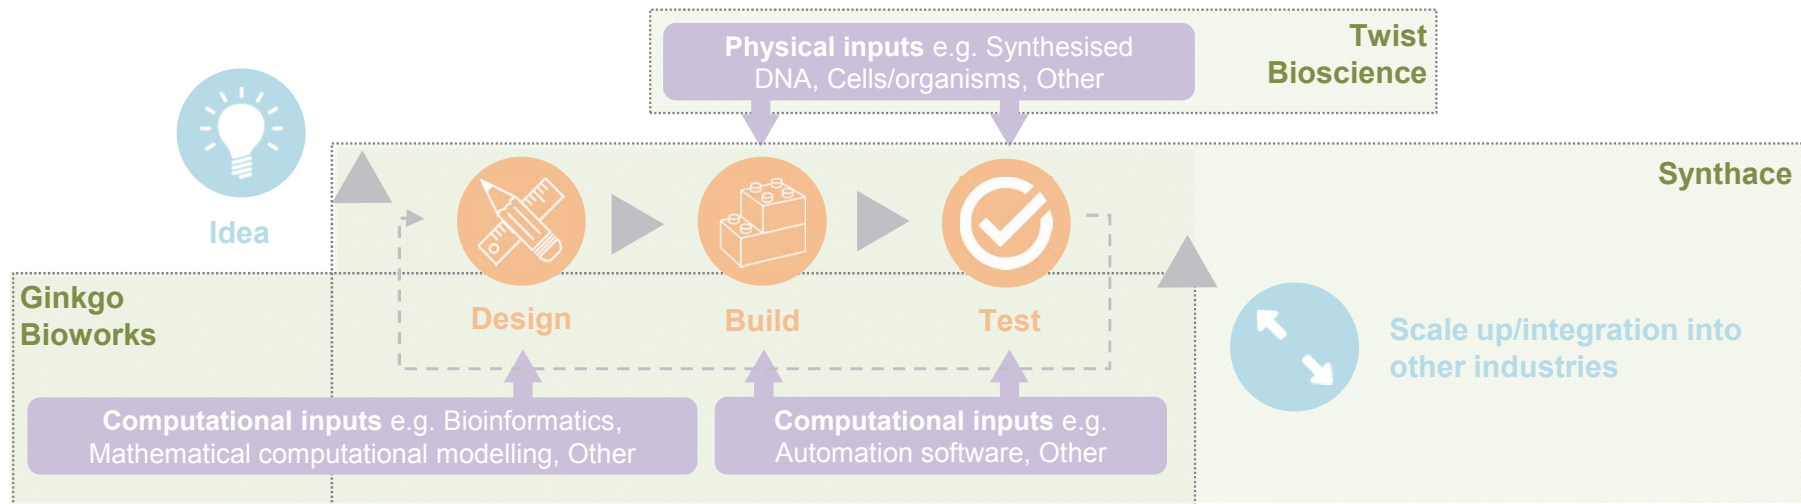 Physical inputs e.g. Synthesised
DNA, Cells/organisms, Other
Twist
Bioscience
Synthace
Idea
Ginkgo
Bioworks
Design
Build
Test
Scale up/integration into
other industries
Computational inputs e.g. Bioinformatics,
Mathematical computational modelling, Other
Computational inputs e.g.
Automation software, Other